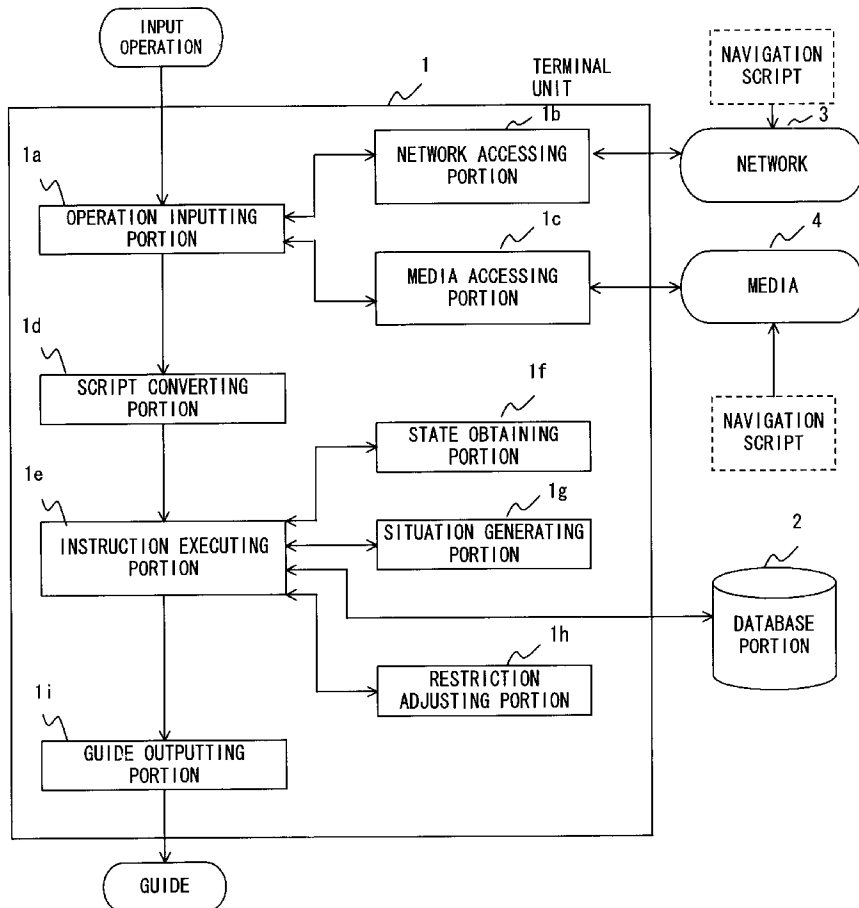 INPUT
OPERATION
NAVIGATION
SCRIPT
1
TERMINAL
UNIT
1a
OPERATION INPUTTING
PORTION
1b
NETWORK ACCESSING
PORTION
3
NETWORK
1c
MEDIA ACCESSING
PORTION
4
MEDIA
1d
SCRIPT CONVERTING
PORTION
NAVIGATION
SCRIPT
1f
STATE OBTAINING
PORTION
1e
INSTRUCTION EXECUTING
PORTION
1g
SITUATION GENERATING
PORTION
2
DATABASE
PORTION
1h
RESTRICTION
ADJUSTING PORTION
1i
GUIDE OUTPUTTING
PORTION
GUIDE